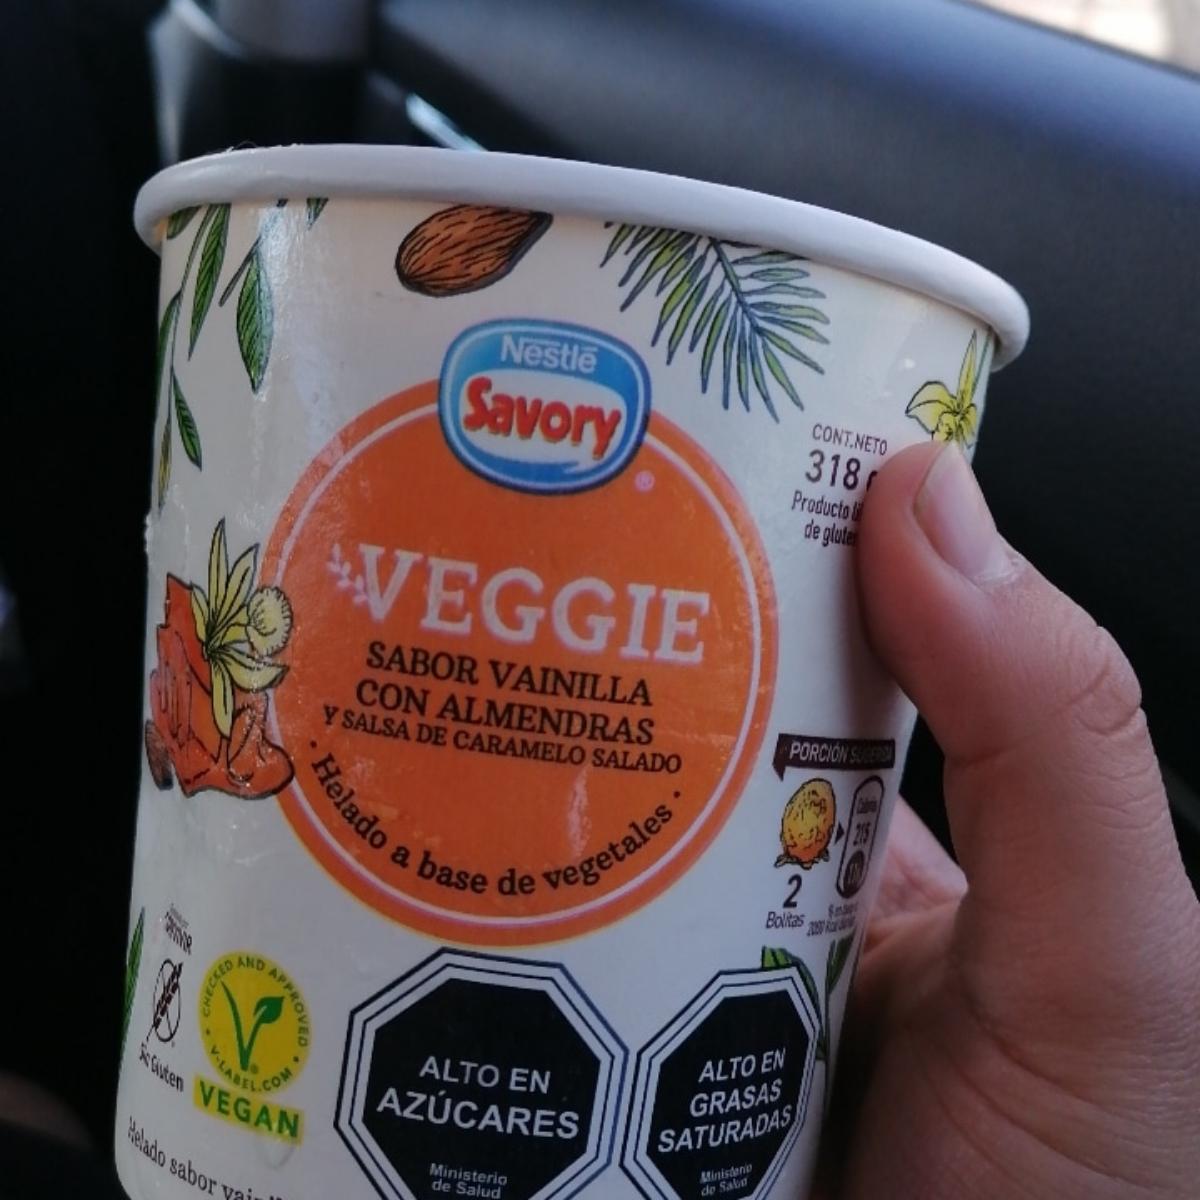 Nestlé
Savory
®
CONT.NETO
318
Producto
de gluten
VEGGIE
SABOR VAINILLA
CON ALMENDRAS
Y SALSA DE CARAMELO SALADO
· Helado a base de vegetales ·
PORCIÓN SUGERIDA
215
2
Bolitas
Sin Gluten
· CHECKED AND APPROVED ·
V-LABEL.COM
®
VEGAN
ALTO EN
AZÚCARES
Ministerio
de Salud
ALTO EN
GRASAS
SATURADAS
Ministerio
de Salud
Helado sabor